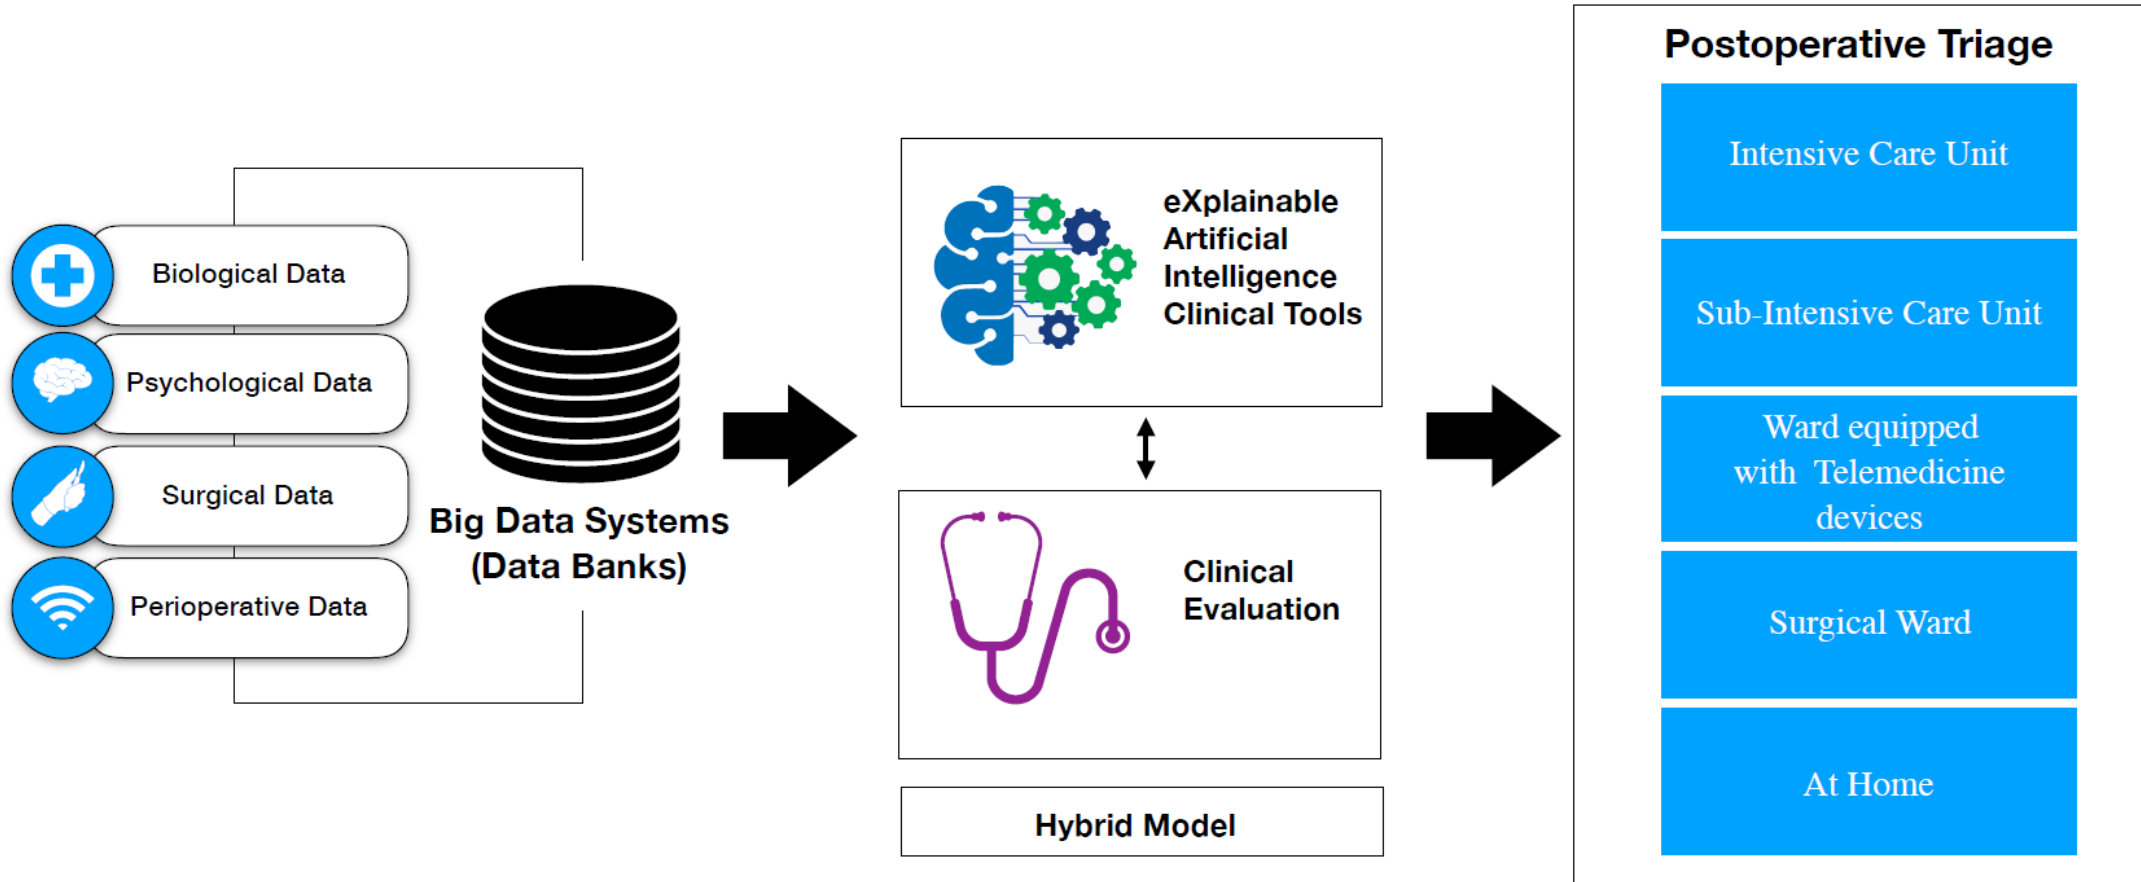 Biological Data
Psychological Data
Surgical Data
Perioperative Data
Big Data Systems
(Data Banks)
eXplainable
Artificial
Intelligence
Clinical Tools
Clinical
Evaluation
Hybrid Model
Postoperative Triage
Intensive Care Unit
Sub-Intensive Care Unit
Ward equipped
with Telemedicine
devices
Surgical Ward
At Home